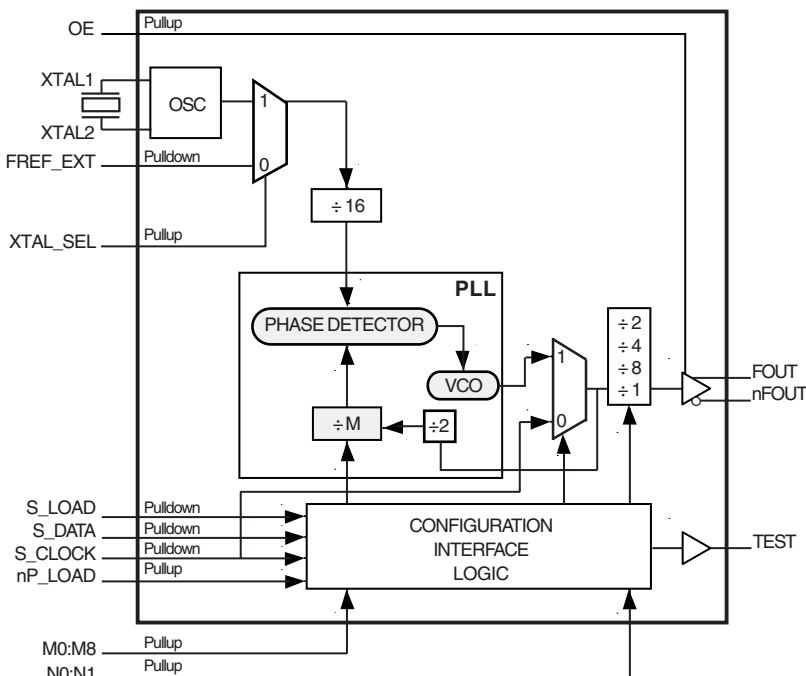 OE Pullup
XTAL1
OSC
1
XTAL2
FREF_EXT Pulldown
0
÷ 16
XTAL_SEL Pullup
PLL
PHASE DETECTOR
÷ 2
÷ 4
÷ 8
÷ 1
1
VCO
FOUT
nFOUT
÷ M
÷2
0
S_LOAD Pulldown
S_DATA Pulldown
S_CLOCK Pulldown
nP_LOAD Pullup
CONFIGURATION
INTERFACE
LOGIC
TEST
M0:M8 Pullup
N0:N1 Pullup